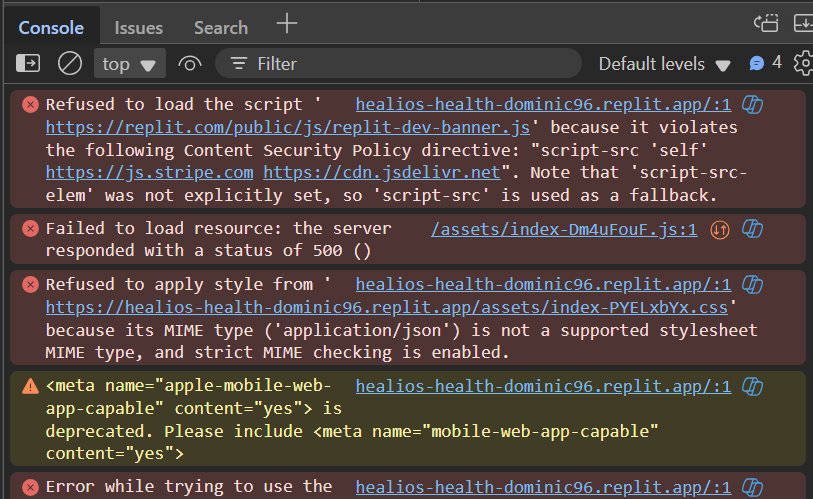 Console Issues Search
top Filter Default levels 4
Refused to load the script ' healios-health-dominic96.replit.app/:1
https://replit.com/public/js/replit-dev-banner.js' because it violates
the following Content Security Policy directive: "script-src 'self'
https://js.stripe.com https://cdn.jsdelivr.net". Note that 'script-src-
elem' was not explicitly set, so 'script-src' is used as a fallback.
Failed to load resource: the server /assets/index-Dm4uFouF.js:1
responded with a status of 500 ()
Refused to apply style from ' healios-health-dominic96.replit.app/:1
https://healios-health-dominic96.replit.app/assets/index-PYELxbYx.css'
because its MIME type ('application/json') is not a supported stylesheet
MIME type, and strict MIME checking is enabled.
<meta name="apple-mobile-web- healios-health-dominic96.replit.app/:1
app-capable" content="yes"> is
deprecated. Please include <meta name="mobile-web-app-capable"
content="yes">
Error while trying to use the healios-health-dominic96.replit.app/:1